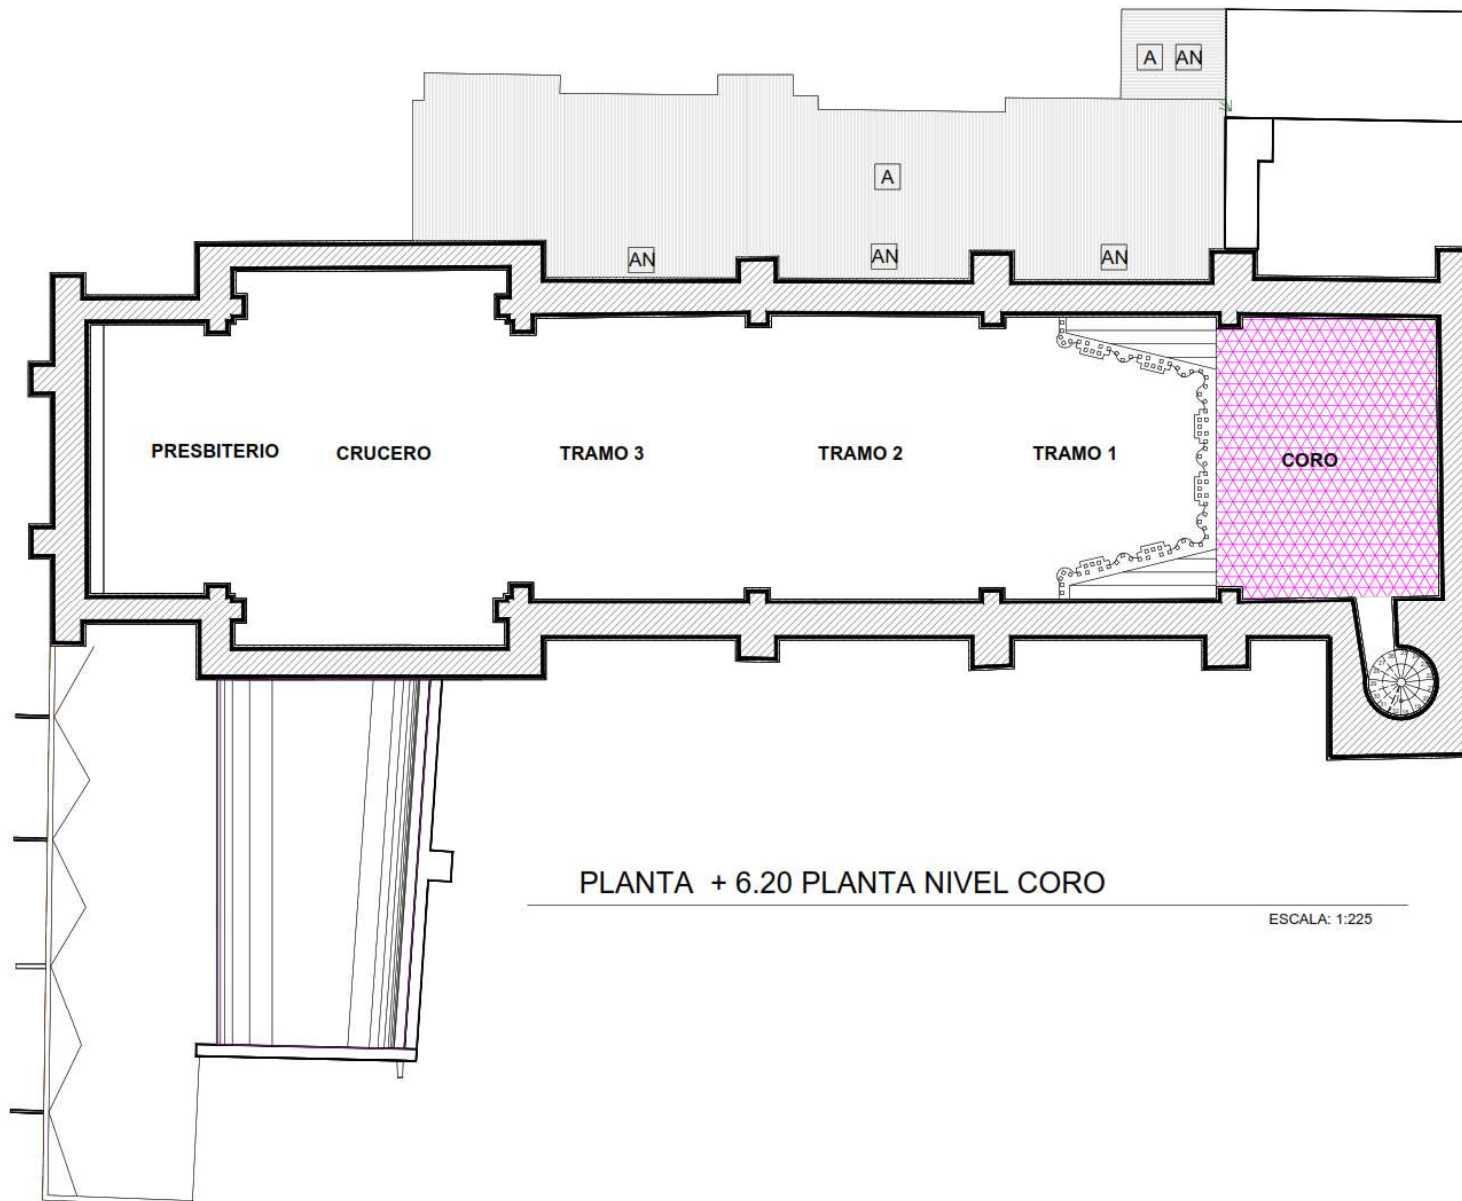 A AN
A
AN AN AN
PRESBITERIO CRUCERO TRAMO 3 TRAMO 2 TRAMO 1 CORO
PLANTA + 6.20 PLANTA NIVEL CORO
ESCALA: 1:225